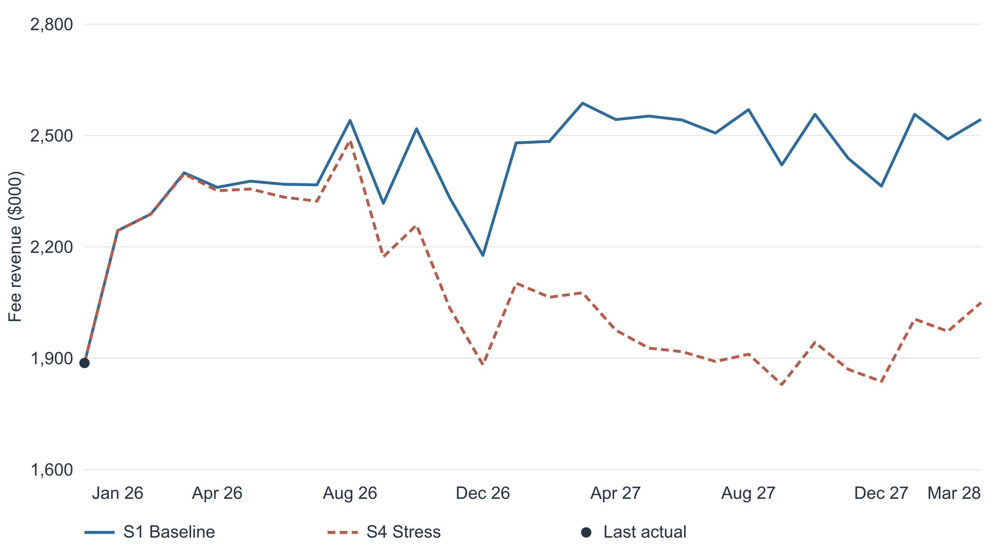 2,800
2,500
2,200
1,900
1,600
Fee revenue ($000)
Jan 26 Apr 26 Aug 26 Dec 26 Apr 27 Aug 27 Dec 27 Mar 28
S1 Baseline S4 Stress Last actual